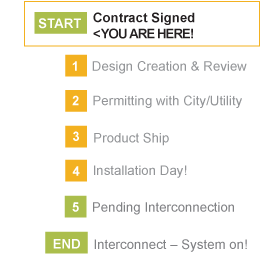 START Contract Signed
<YOU ARE HERE!
1 Design Creation & Review
2 Permitting with City/Utility
3 Product Ship
4 Installation Day!
5 Pending Interconnection
END Interconnect – System on!